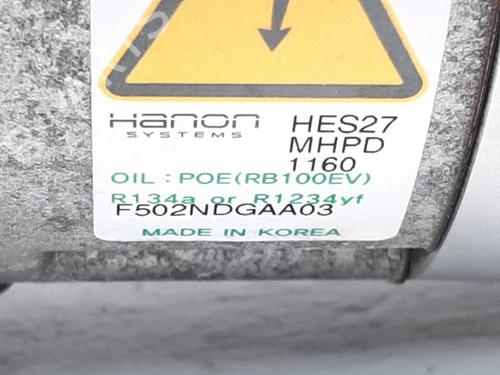 Hanon
SYSTEMS
HES27
MHPD
1160
OIL : POE(RB100EV)
R134a or R1234yf
F502NDGAA03
MADE IN KOREA